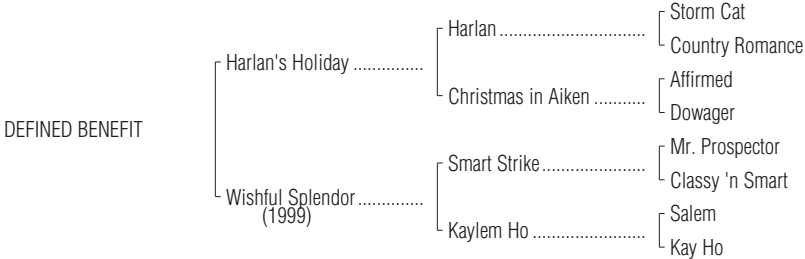 Storm Cat
Harlan..............................
Country Romance
Harlan's Holiday ...............
Affirmed
Christmas in Aiken ...........
Dowager
DEFINED BENEFIT
Mr. Prospector
Smart Strike.....................
Classy 'n Smart
Wishful Splendor..............
(1999)
Salem
Kaylem Ho .......................
Kay Ho